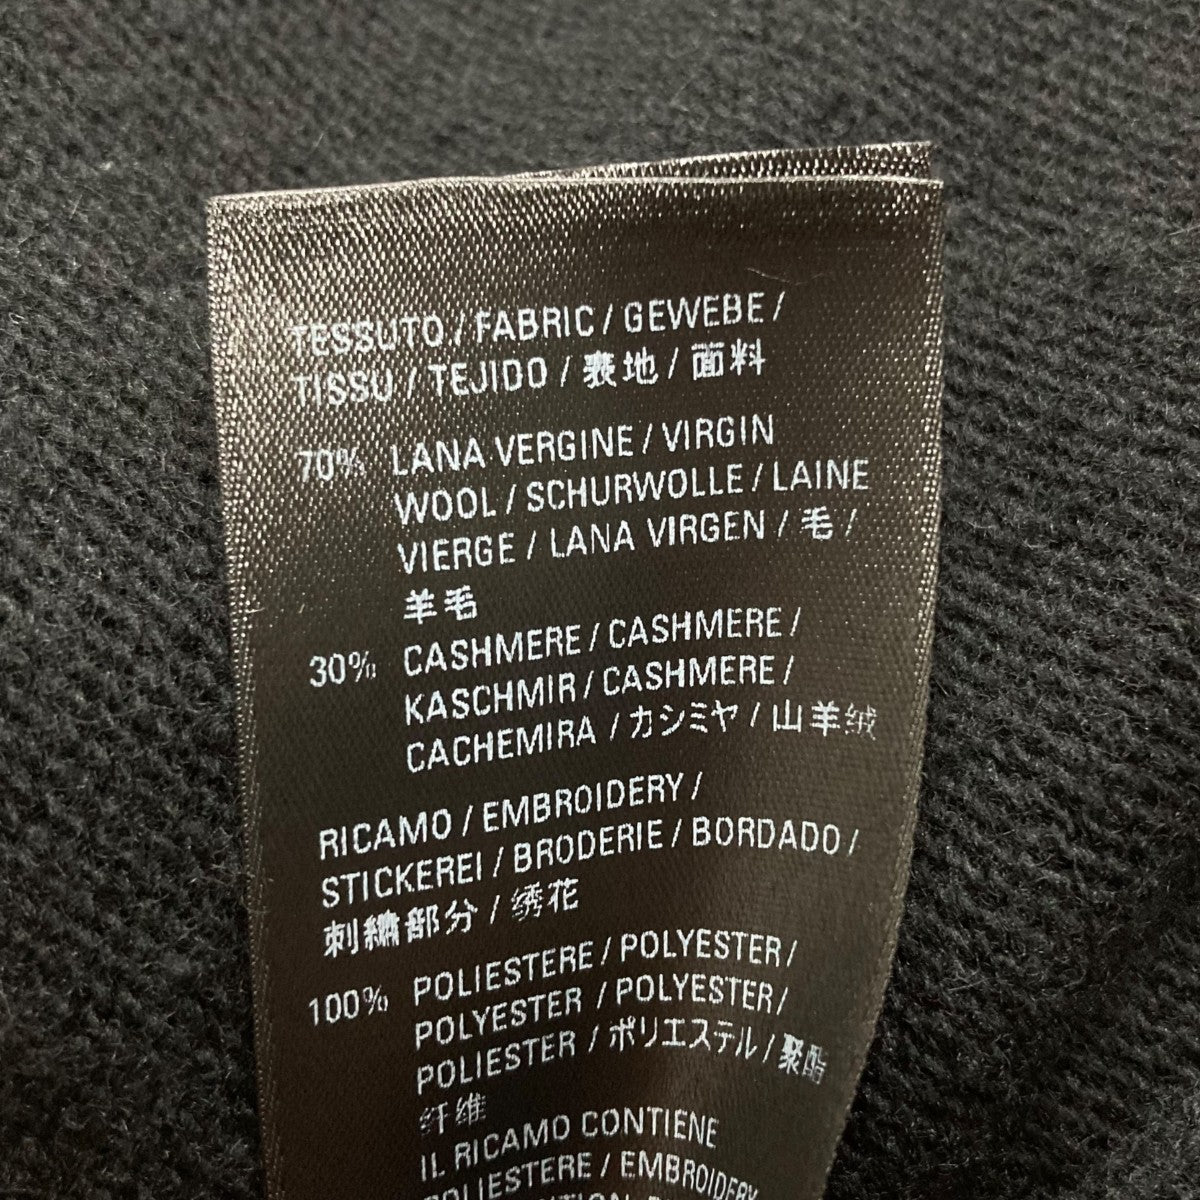 TESSUTO / FABRIC / GEWEBE /
TISSU / TEJIDO / 表地 / 面料
70% LANA VERGINE / VIRGIN
WOOL / SCHURWOLLE / LAINE
VIERGE / LANA VIRGEN / 毛 /
羊毛
30% CASHMERE / CASHMERE /
KASCHMIR / CASHMERE /
CACHEMIRA / カシミヤ / 山羊绒
RICAMO / EMBROIDERY /
STICKEREI / BRODERIE / BORDADO /
刺繍部分 / 绣花
100% POLIESTERE / POLYESTER /
POLYESTER / POLYESTER /
POLIESTER / ポリエステル / 聚酯
纤维
IL RICAMO CONTIENE
POLIESTERE / EMBROIDERY